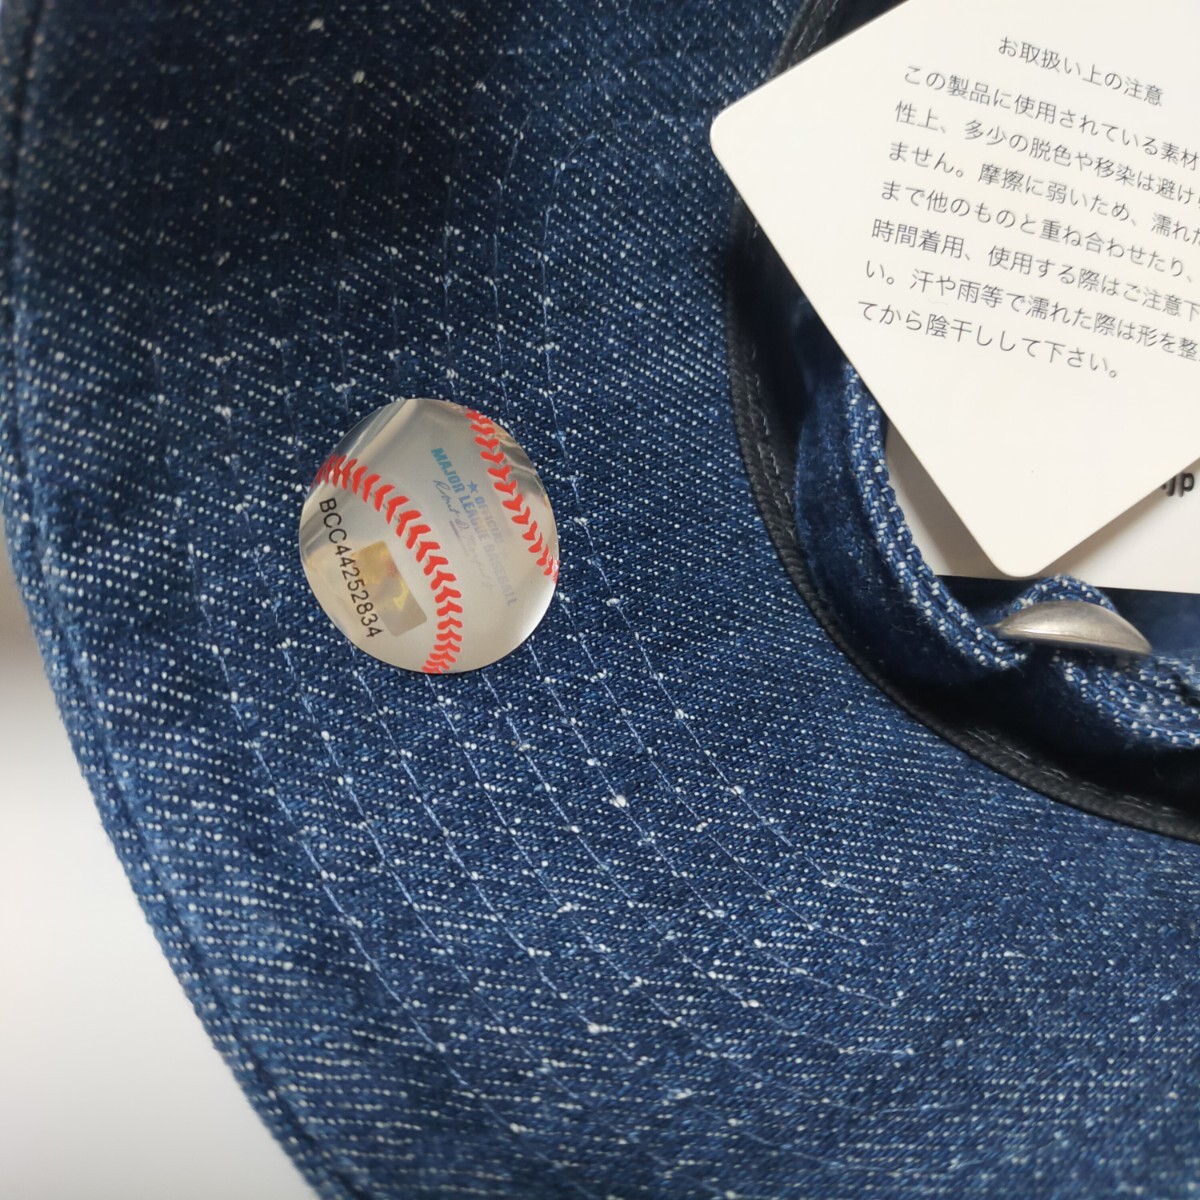 お取扱い上の注意
この製品に使用されている素材
性上、多少の脱色や移染は避け
ません。摩擦に弱いため、濡れた
まで他のものと重ね合わせたり、
時間着用、使用する際はご注意下
い。汗や雨等で濡れた際は形を整
てから陰干しして下さい。
jp
OFFICIAL
MAJOR LEAGUE BASEBALL
BCC44252834